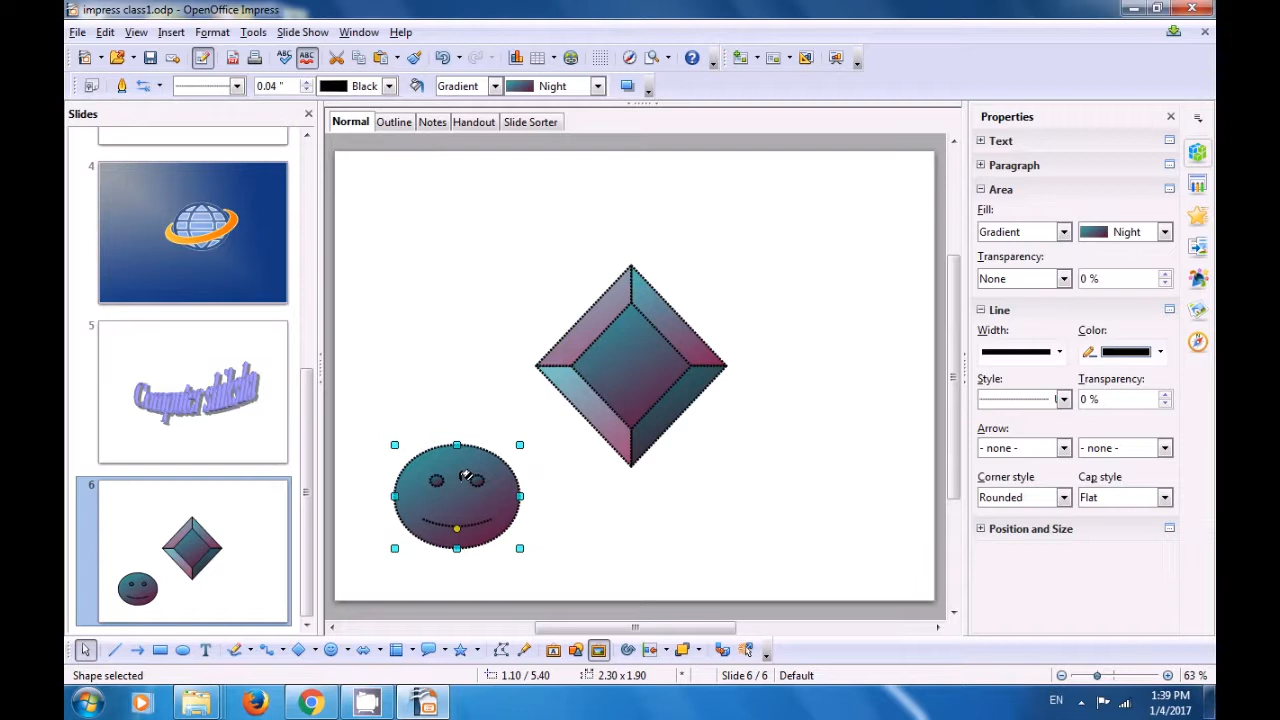 impress class1.odp - OpenOffice Impress
File Edit View Insert Format Tools Slide Show Window Help
0.04 " Black Gradient Night
Slides
Normal Outline Notes Handout Slide Sorter
Properties
Text
Paragraph
Area
Fill:
Gradient Night
Transparency:
None 0 %
Line
Width: Color:
Style: Transparency:
0 %
Arrow:
- none - - none -
Corner style Cap style
Rounded Flat
Position and Size
4
5
Computer shiksha
6
Shape selected 1.10 / 5.40 2.30 x 1.90 * Slide 6 / 6 Default 63 %
EN 1:39 PM
1/4/2017